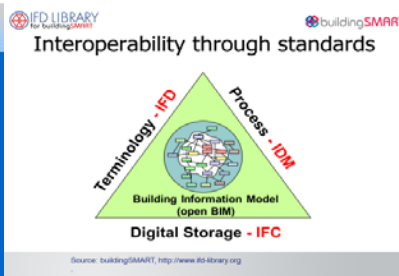 IFD LIBRARY
for buildingSMART
buildingSMART
Interoperability through standards
Terminology - IFD
Process - IDM
Building Information Model
(open BIM)
Digital Storage - IFC
Source: buildingSMART, http://www.ifd-library.org